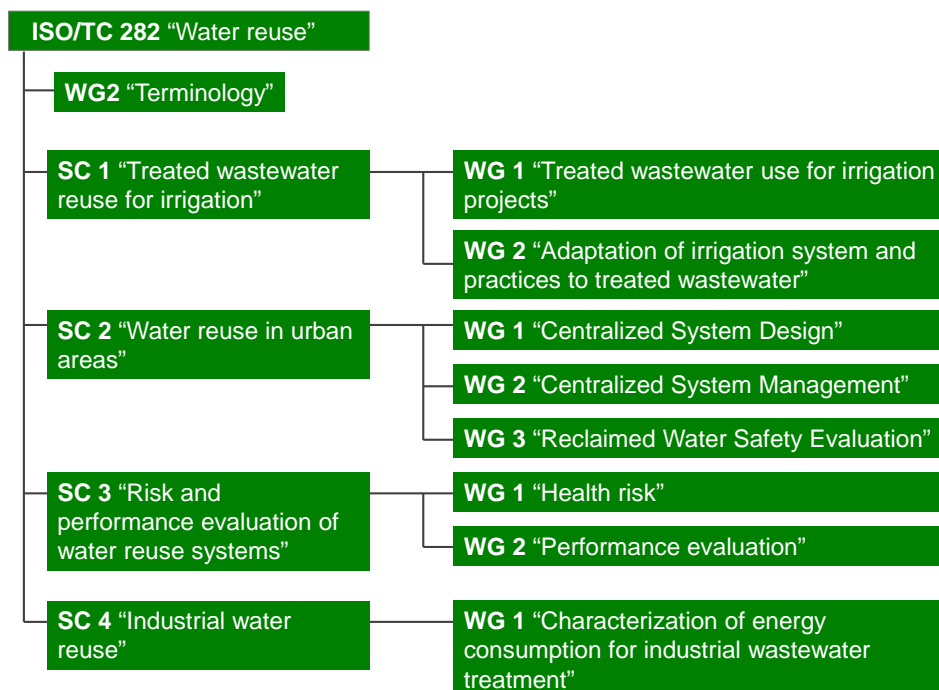 ISO/TC 282 “Water reuse”
WG2 “Terminology”
SC 1 “Treated wastewater
reuse for irrigation”
WG 1 “Treated wastewater use for irrigation
projects”
WG 2 “Adaptation of irrigation system and
practices to treated wastewater”
SC 2 “Water reuse in urban
areas”
WG 1 “Centralized System Design”
WG 2 “Centralized System Management”
WG 3 “Reclaimed Water Safety Evaluation”
SC 3 “Risk and
performance evaluation of
water reuse systems”
WG 1 “Health risk”
WG 2 “Performance evaluation”
SC 4 “Industrial water
reuse”
WG 1 “Characterization of energy
consumption for industrial wastewater
treatment”